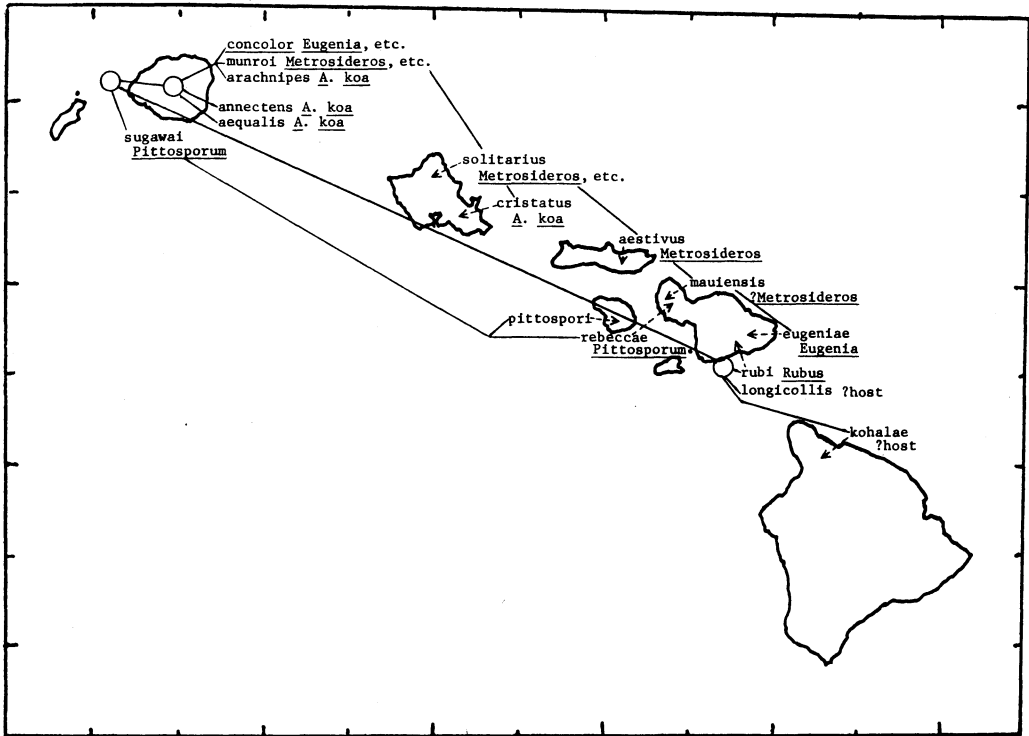 concolor Eugenia, etc.
munroi Metrosideros, etc.
arachnipes A. koa
annectens A. koa
aequalis A. koa
sugawai
Pittosporum
solitarius
Metrosideros, etc.
cristatus
A. koa
aestivus
Metrosideros
mauiensis
?Metrosideros
pittospori
rebeccae
Pittosporum
eugeniae
Eugenia
rubi Rubus
longicollis ?host
kohalae
?host